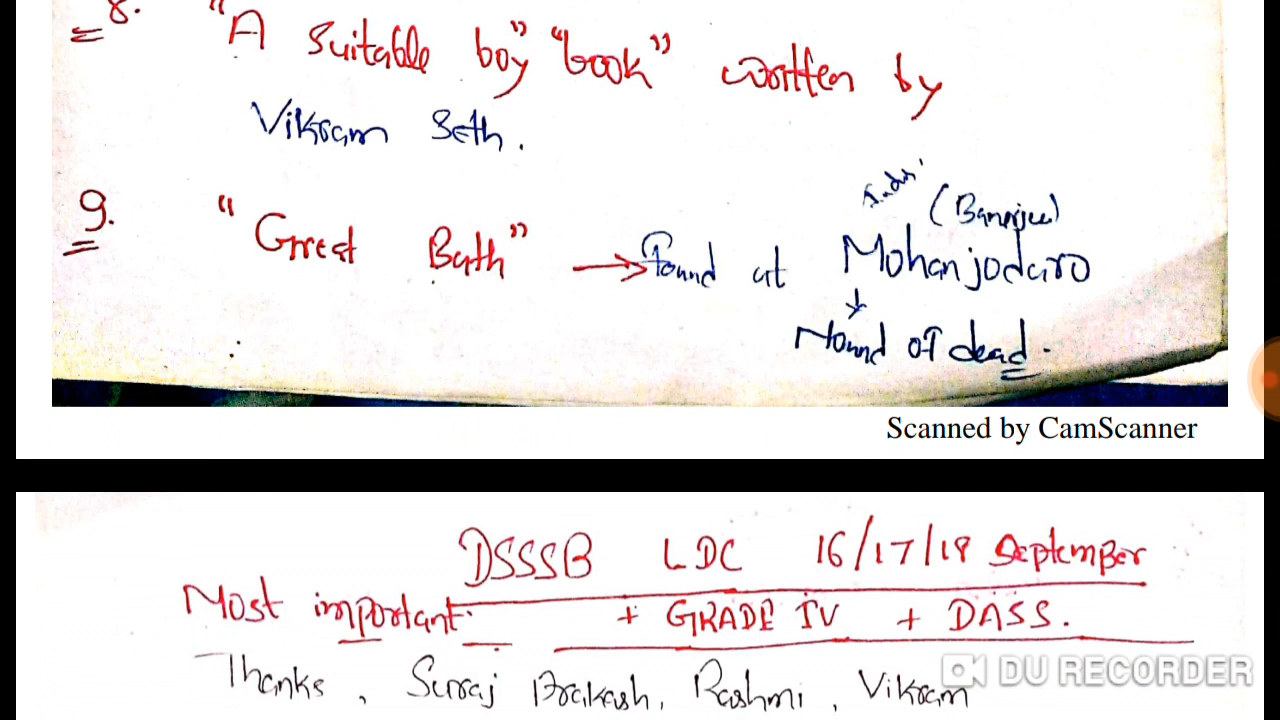 8. "A Suitable boy" "book" written by
Vikram Seth.
Indus
(Banerjee)
9. "Great Bath" → Found at Mohanjodaro
↓
Mound of dead.
Scanned by CamScanner
DSSSB LDC 16/17/18 September
Most important + GRADE IV + DASS.
Thanks, Surraj Prakash, Rashmi, Vikram
DU RECORDER